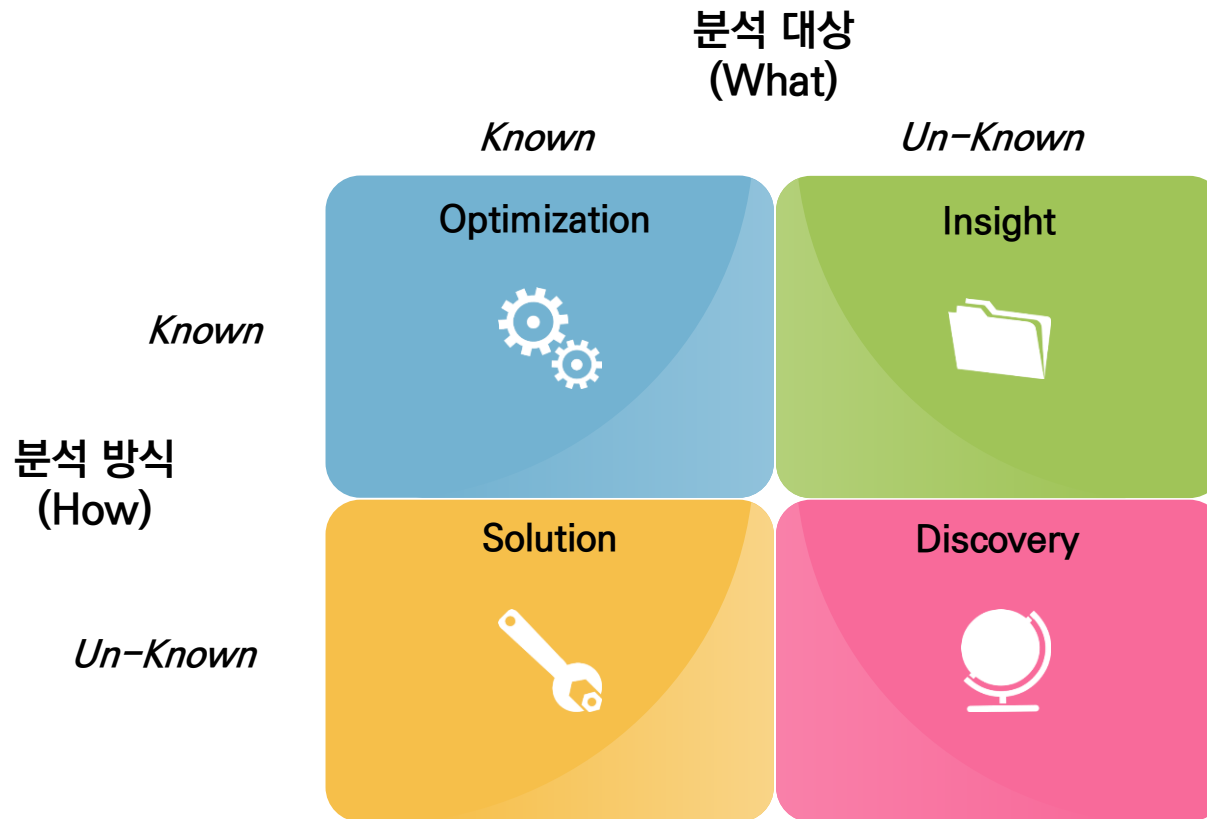 분석 대상
(What)
Known
Un-Known
Optimization
Insight
Known
분석 방식
(How)
Solution
Discovery
Un-Known